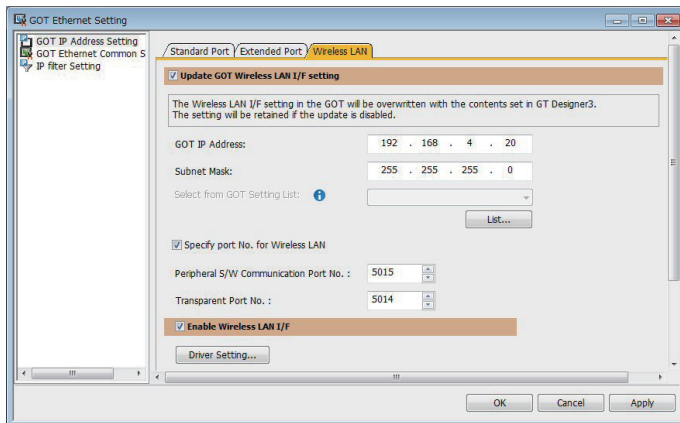 GOT Ethernet Setting
GOT IP Address Setting
GOT Ethernet Common S
IP filter Setting
Standard Port
Extended Port
Wireless LAN
Update GOT Wireless LAN I/F setting
The Wireless LAN I/F setting in the GOT will be overwritten with the contents set in GT Designer3.
The setting will be retained if the update is disabled.
GOT IP Address: 192 . 168 . 4 . 20
Subnet Mask: 255 . 255 . 255 . 0
Select from GOT Setting List:
List...
Specify port No. for Wireless LAN
Peripheral S/W Communication Port No. : 5015
Transparent Port No. : 5014
Enable Wireless LAN I/F
Driver Setting...
OK Cancel Apply